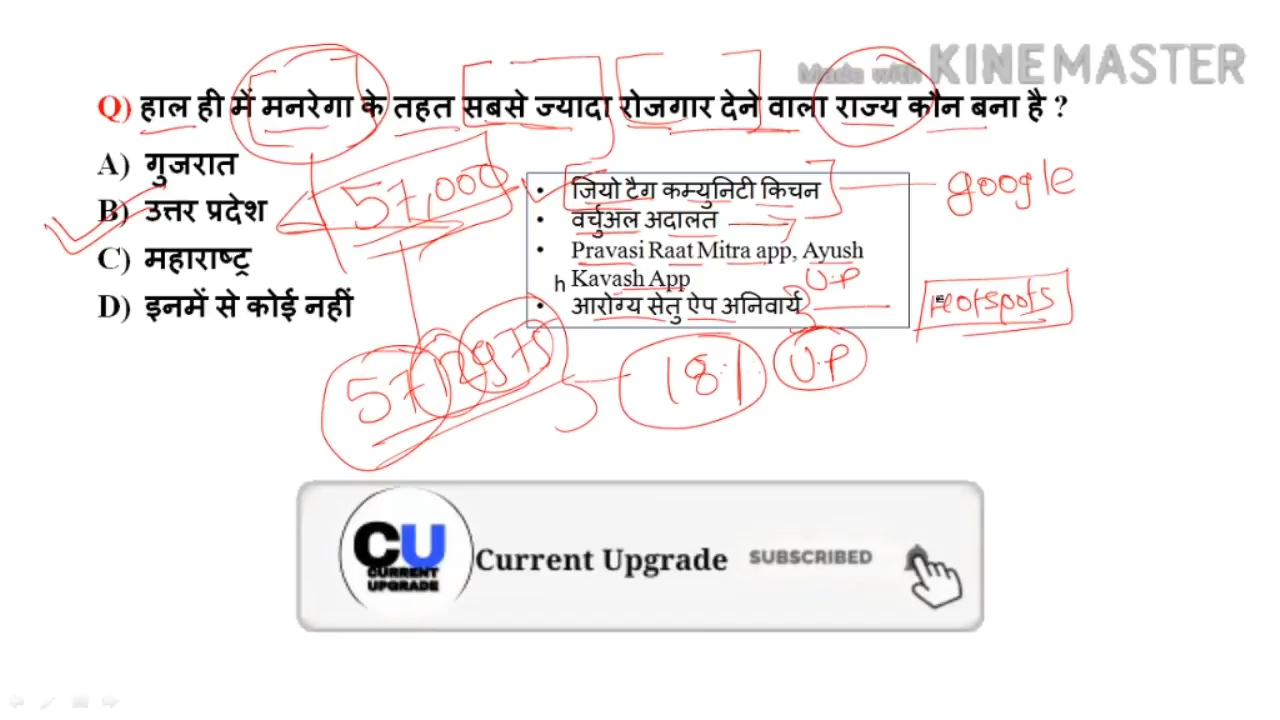 Made with KINEMASTER
Q) हाल ही में मनरेगा के तहत सबसे ज्यादा रोजगार देने वाला राज्य कौन बना है ?
A) गुजरात
57,000
• जियो टैग कम्युनिटी किचन
google
B) उत्तर प्रदेश
• वर्चुअल अदालत
C) महाराष्ट्र
• Pravasi Raat Mitra app, Ayush
h Kavash App
U.P
D) इनमें से कोई नहीं
• आरोग्य सेतु ऐप अनिवार्य
Hotspots
5712975
181
U.P
CU
CURRENT
UPGRADE
Current Upgrade
SUBSCRIBED